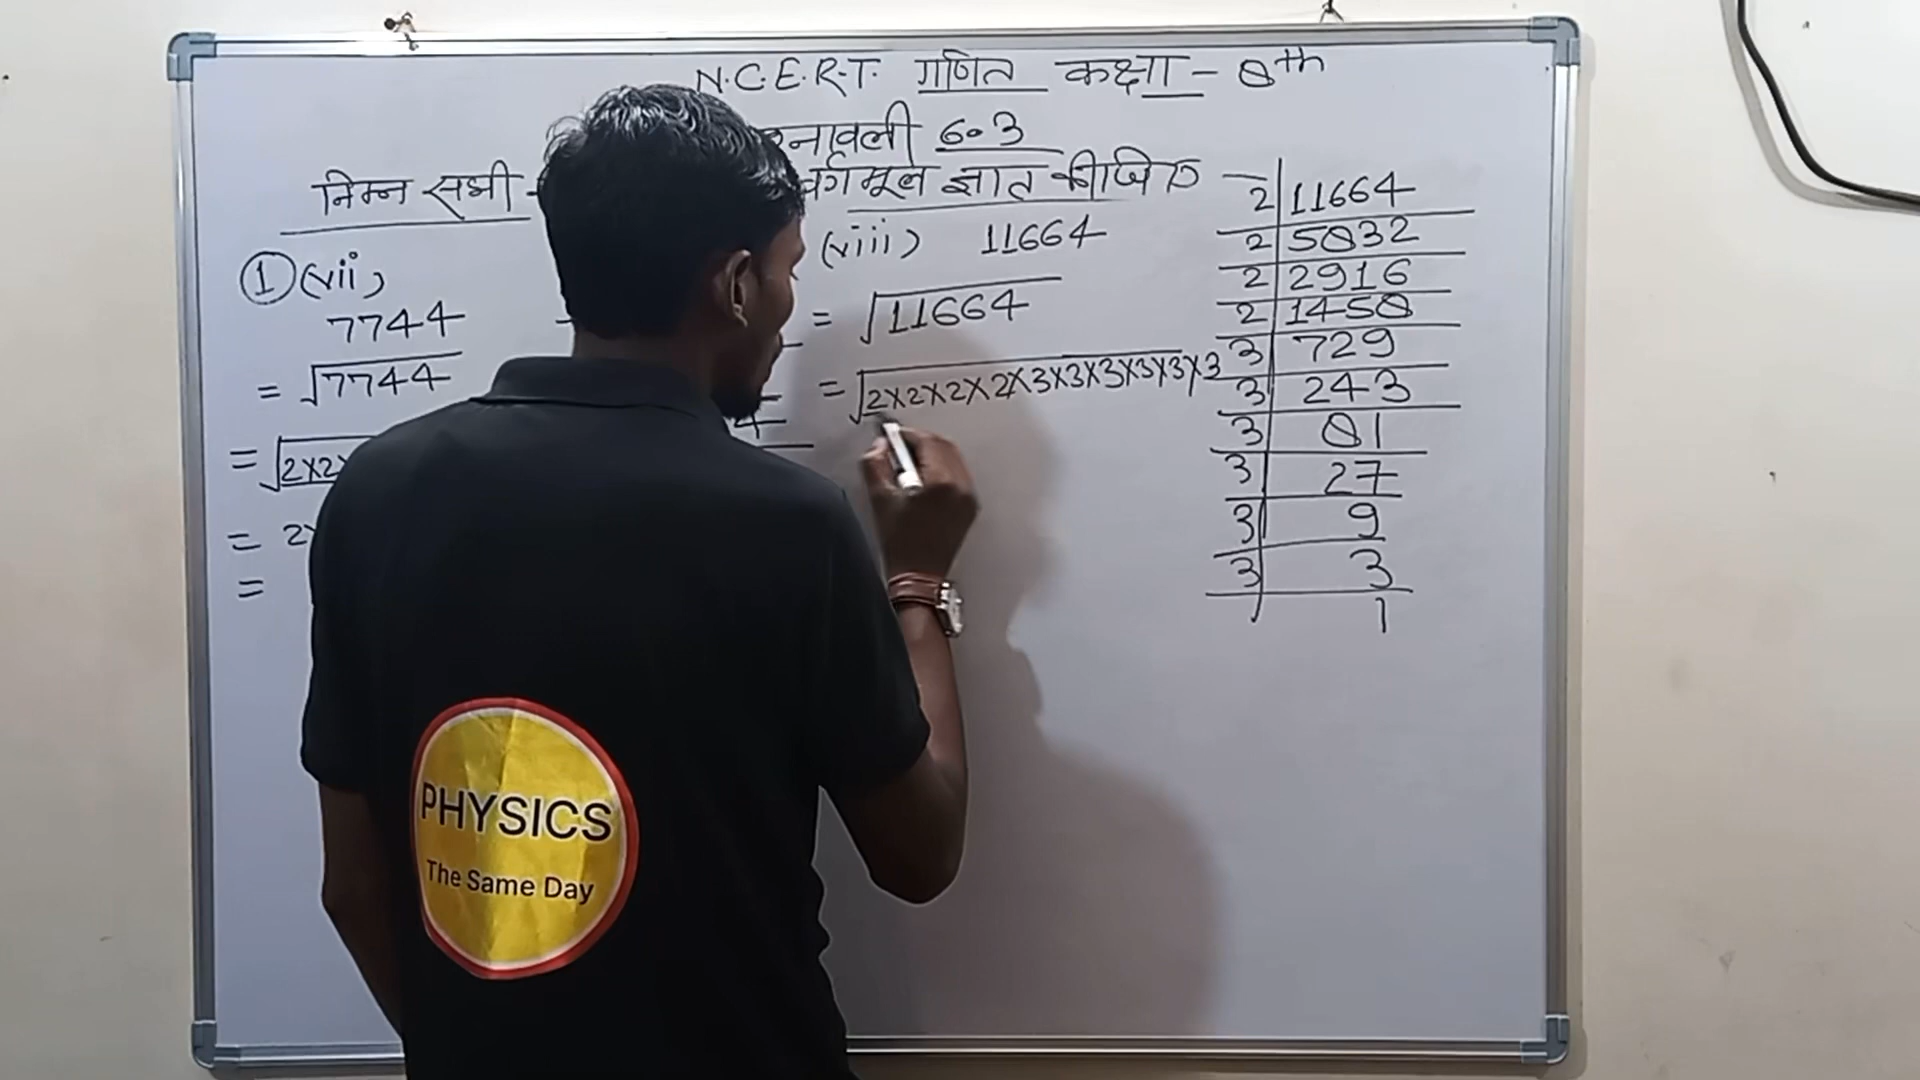 N.C.E.R.T. गणित कक्षा - 8th
6.3
निम्न सभी वर्गमूल ज्ञात कीजिए
① (vii)
7744
= √7744
= √2×2×
= 2
=
4
(viii) 11664
= √11664
= √2×2×2×2×3×3×3×3×3×3
2 | 11664
2 | 5832
2 | 2916
2 | 1458
3 | 729
3 | 243
3 | 81
3 | 27
3 | 9
3 | 3
1
PHYSICS
The Same Day